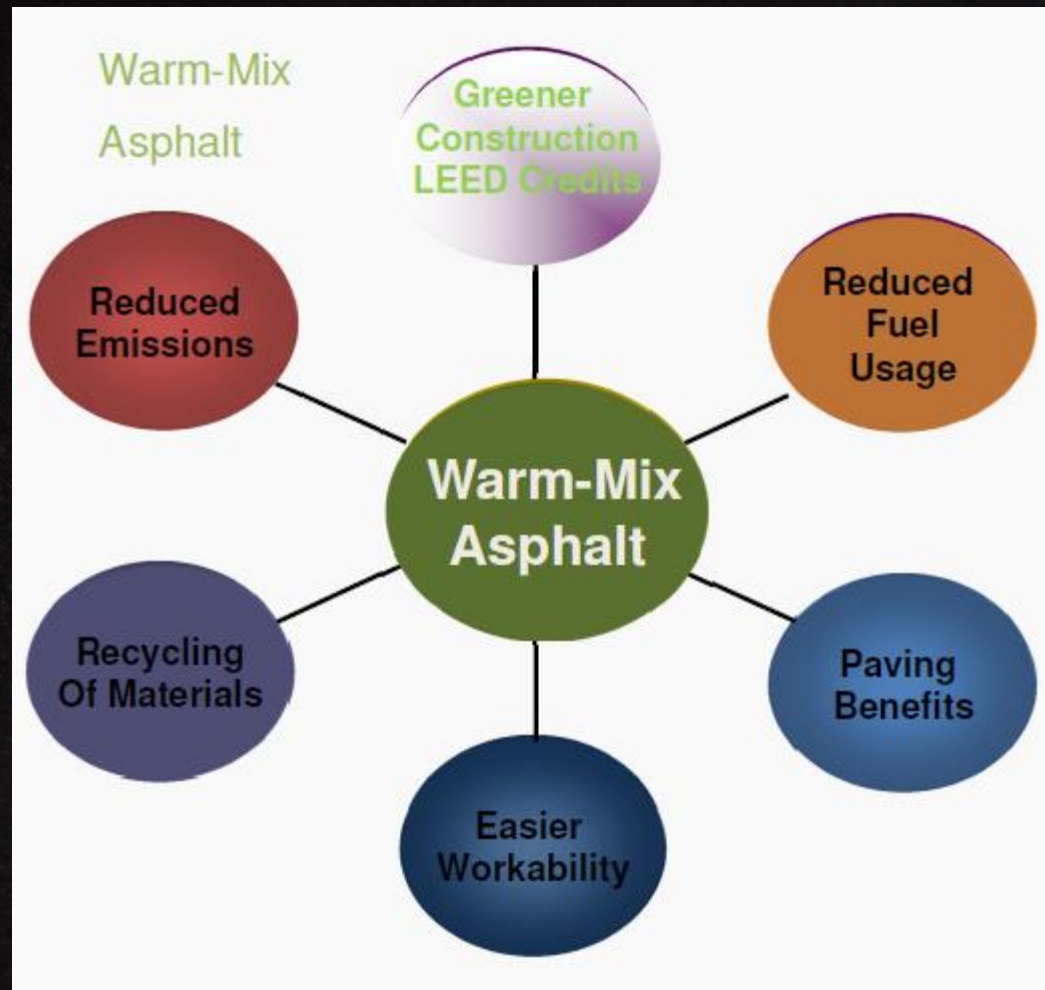 Warm-Mix
Asphalt
Greener
Construction
LEED Credits
Reduced
Emissions
Reduced
Fuel
Usage
Warm-Mix
Asphalt
Recycling
Of Materials
Paving
Benefits
Easier
Workability